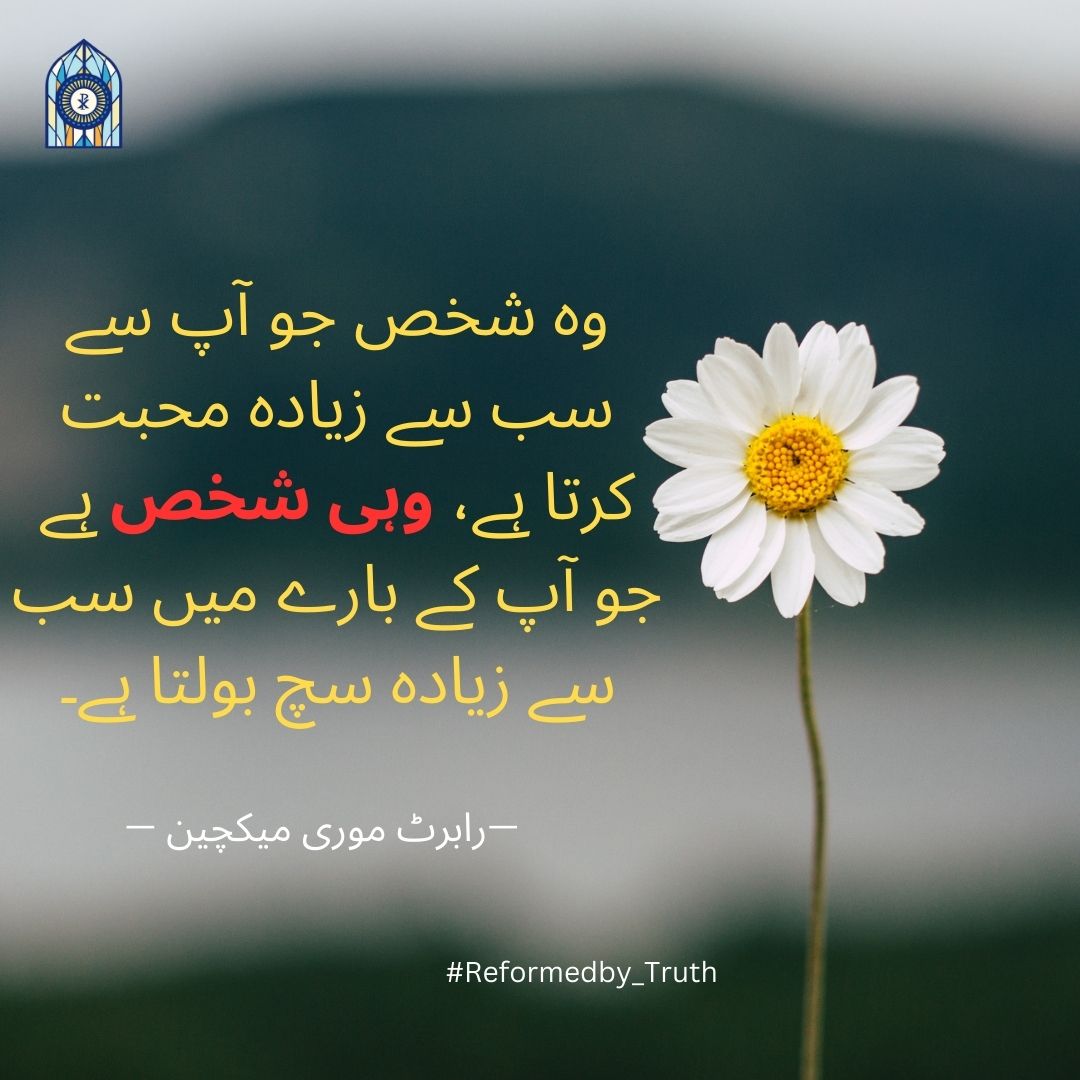 وہ شخص جو آپ سے
سب سے زیادہ محبت
کرتا ہے، وہی شخص ہے
جو آپ کے بارے میں سب
سے زیادہ سچ بولتا ہے۔
—رابرٹ موری میکچین —
#Reformedby_Truth